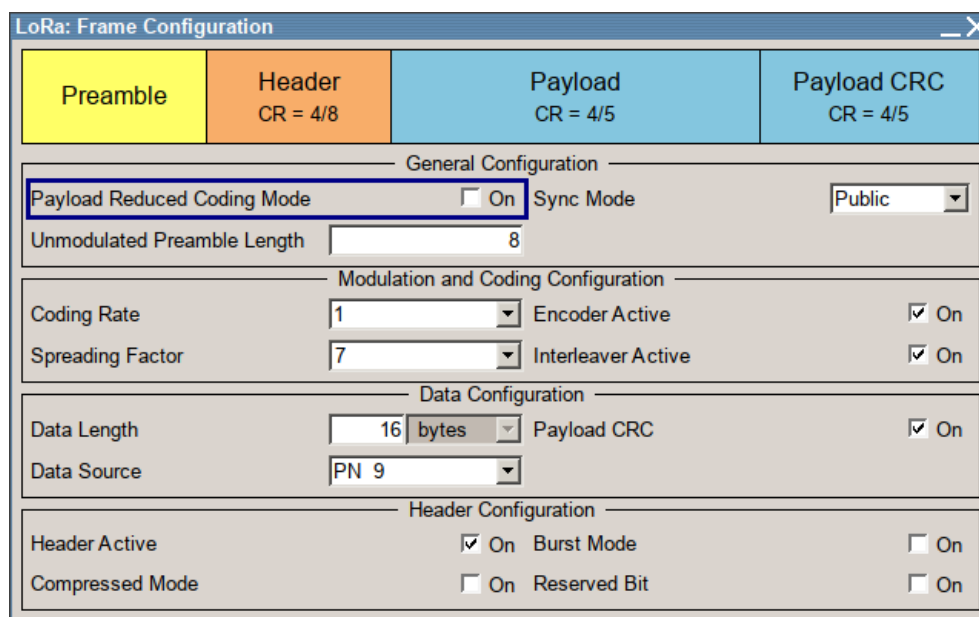 LoRa: Frame Configuration
Preamble Header Payload Payload CRC
CR = 4/8 CR = 4/5 CR = 4/5
General Configuration
Payload Reduced Coding Mode On Sync Mode Public
Unmodulated Preamble Length 8
Modulation and Coding Configuration
Coding Rate 1 Encoder Active On
Spreading Factor 7 Interleaver Active On
Data Configuration
Data Length 16 bytes Payload CRC On
Data Source PN 9
Header Configuration
Header Active On Burst Mode On
Compressed Mode On Reserved Bit On